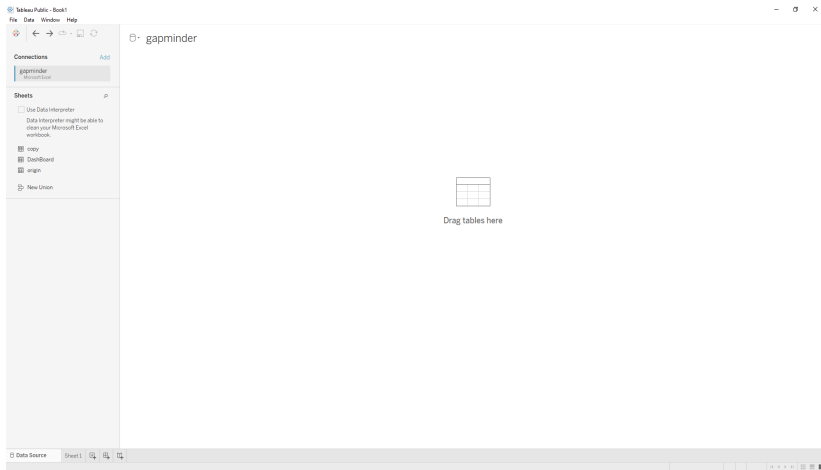 Tableau Public - Book1
File Data Window Help
gapminder
Connections Add
gapminder
Microsoft Excel
Sheets
Use Data Interpreter
Data Interpreter might be able to
clean your Microsoft Excel
workbook.
copy
DashBoard
origin
New Union
Drag tables here
Data Source Sheet 1